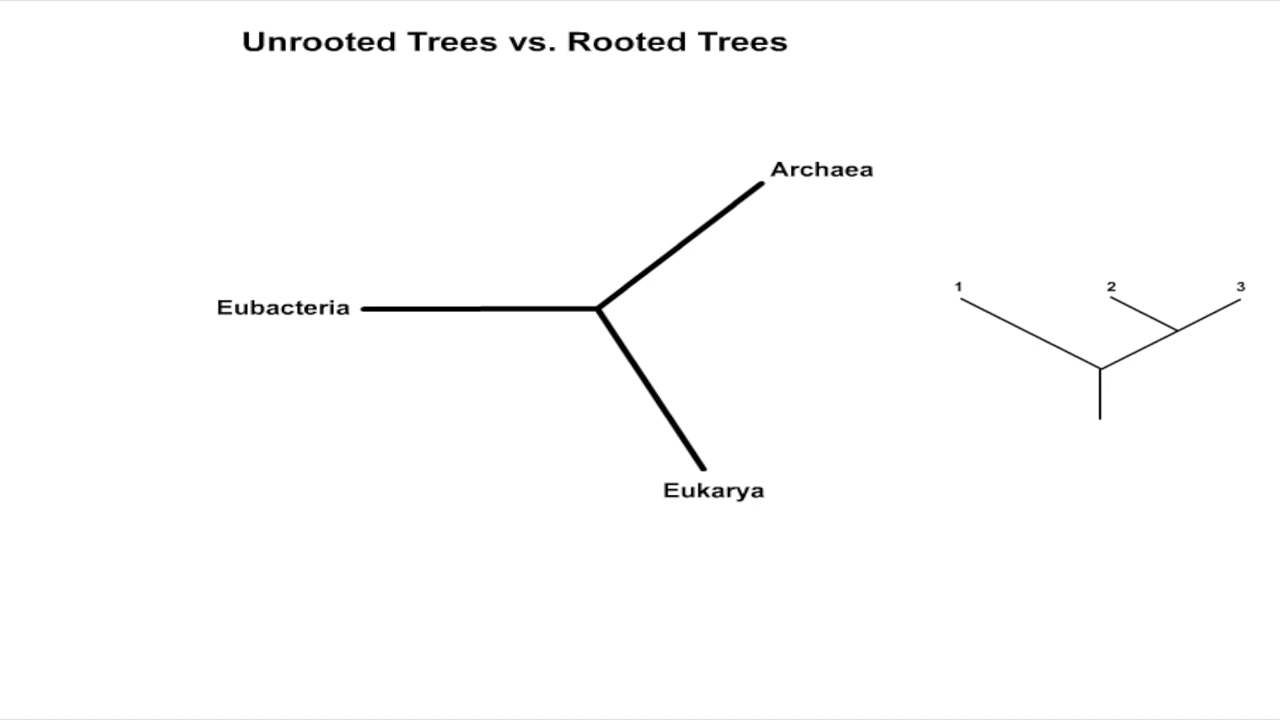 Unrooted Trees vs. Rooted Trees
Archaea
Eubacteria
Eukarya
1 2 3